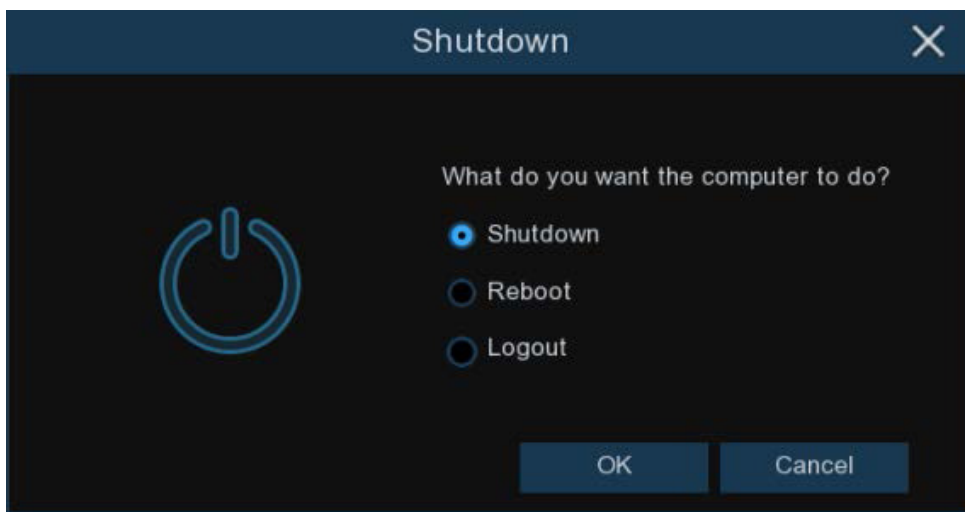 Shutdown
What do you want the computer to do?
Shutdown
Reboot
Logout
OK
Cancel